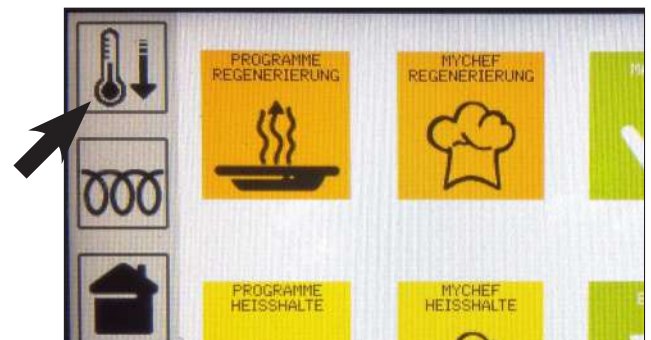 PROGRAMME
REGENERIERUNG
MYCHEF
REGENERIERUNG
PROGRAMME
HEISSHALTE
MYCHEF
HEISSHALTE